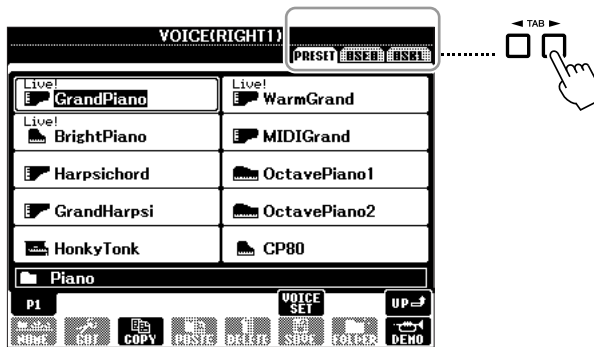 VOICE(RIGHT1)
PRESET USER USB1
◄ TAB ►
Live!
GrandPiano
Live!
WarmGrand
Live!
BrightPiano
MIDIGrand
Harpsichord
OctavePiano1
GrandHarpsi
OctavePiano2
HonkyTonk
CP80
Piano
P1
VOICE SET
UP
NAME CUT COPY PASTE DELETE SAVE FOLDER DEMO